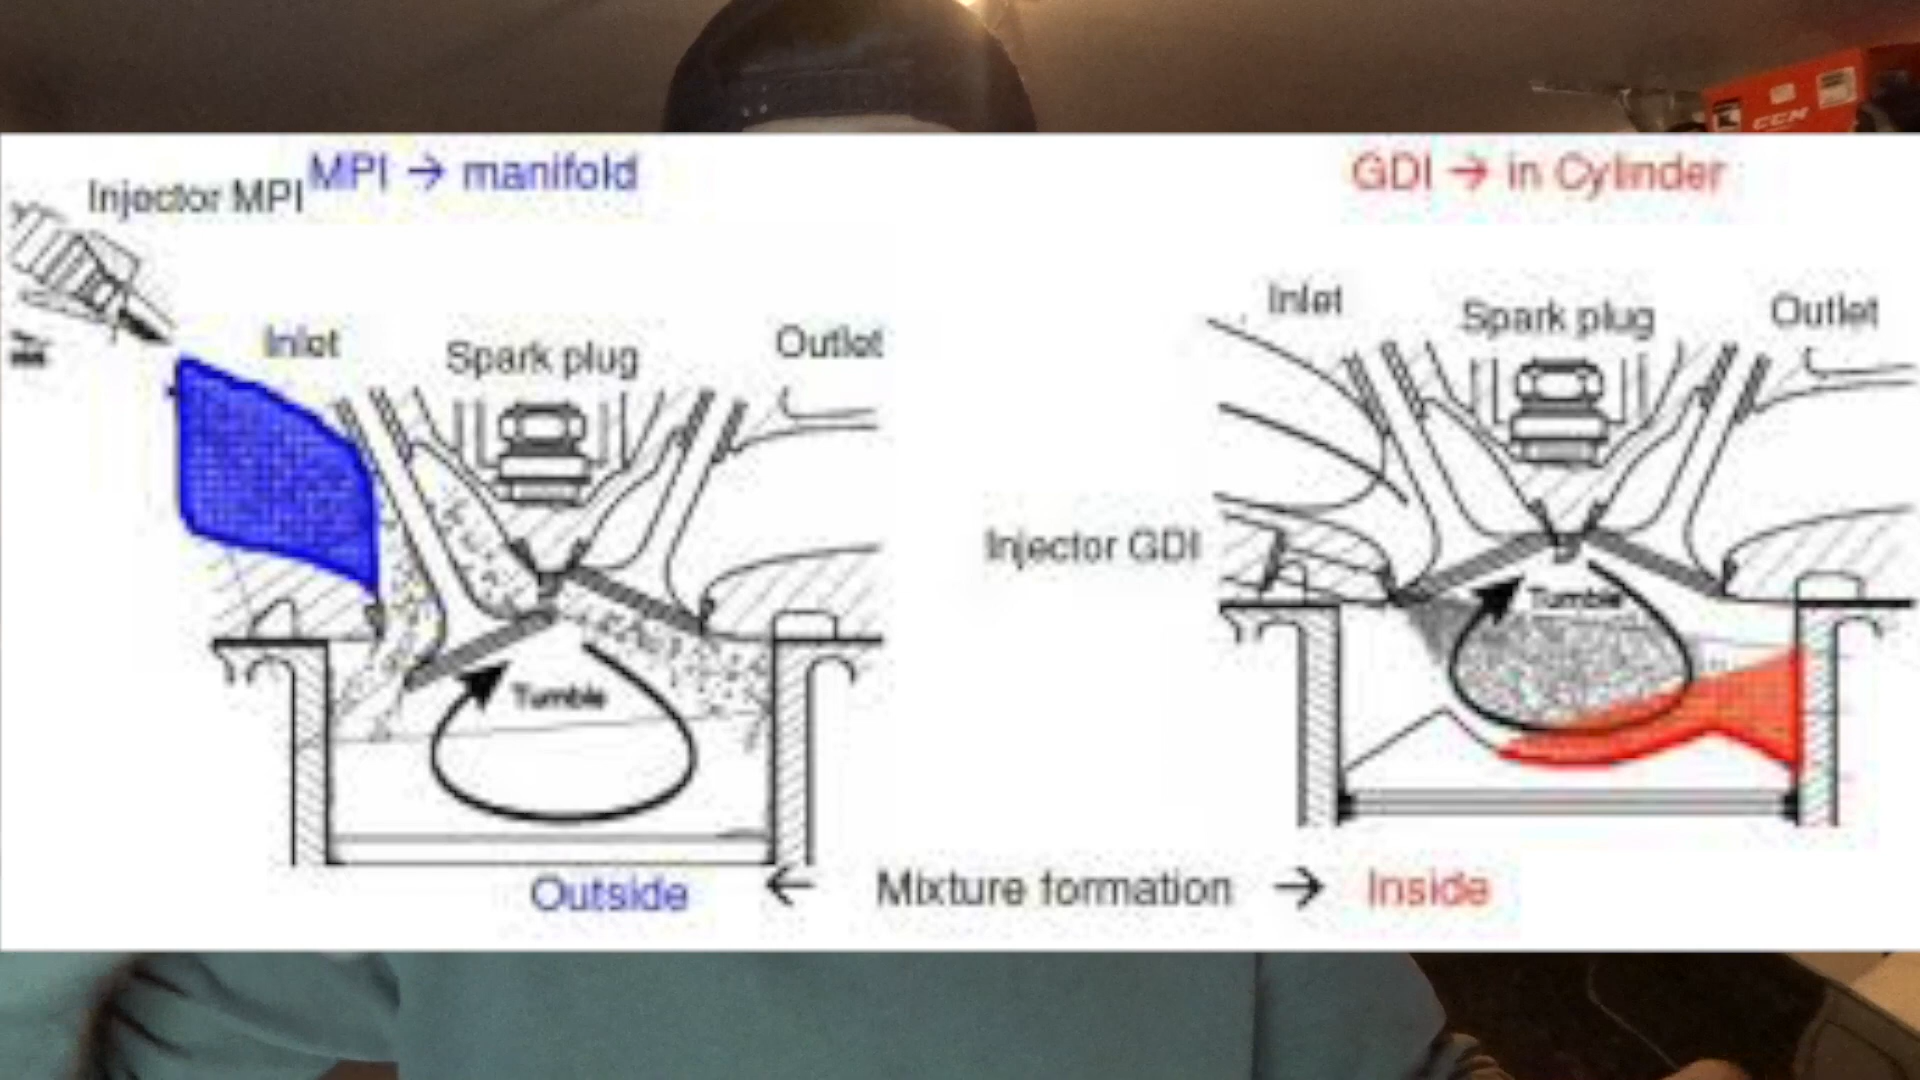 MPI → manifold
Injector MPI
Inlet
Spark plug
Outlet
Tumble
GDI → in Cylinder
Inlet
Spark plug
Outlet
Injector GDI
Tumble
Outside ← Mixture formation → Inside
CCM